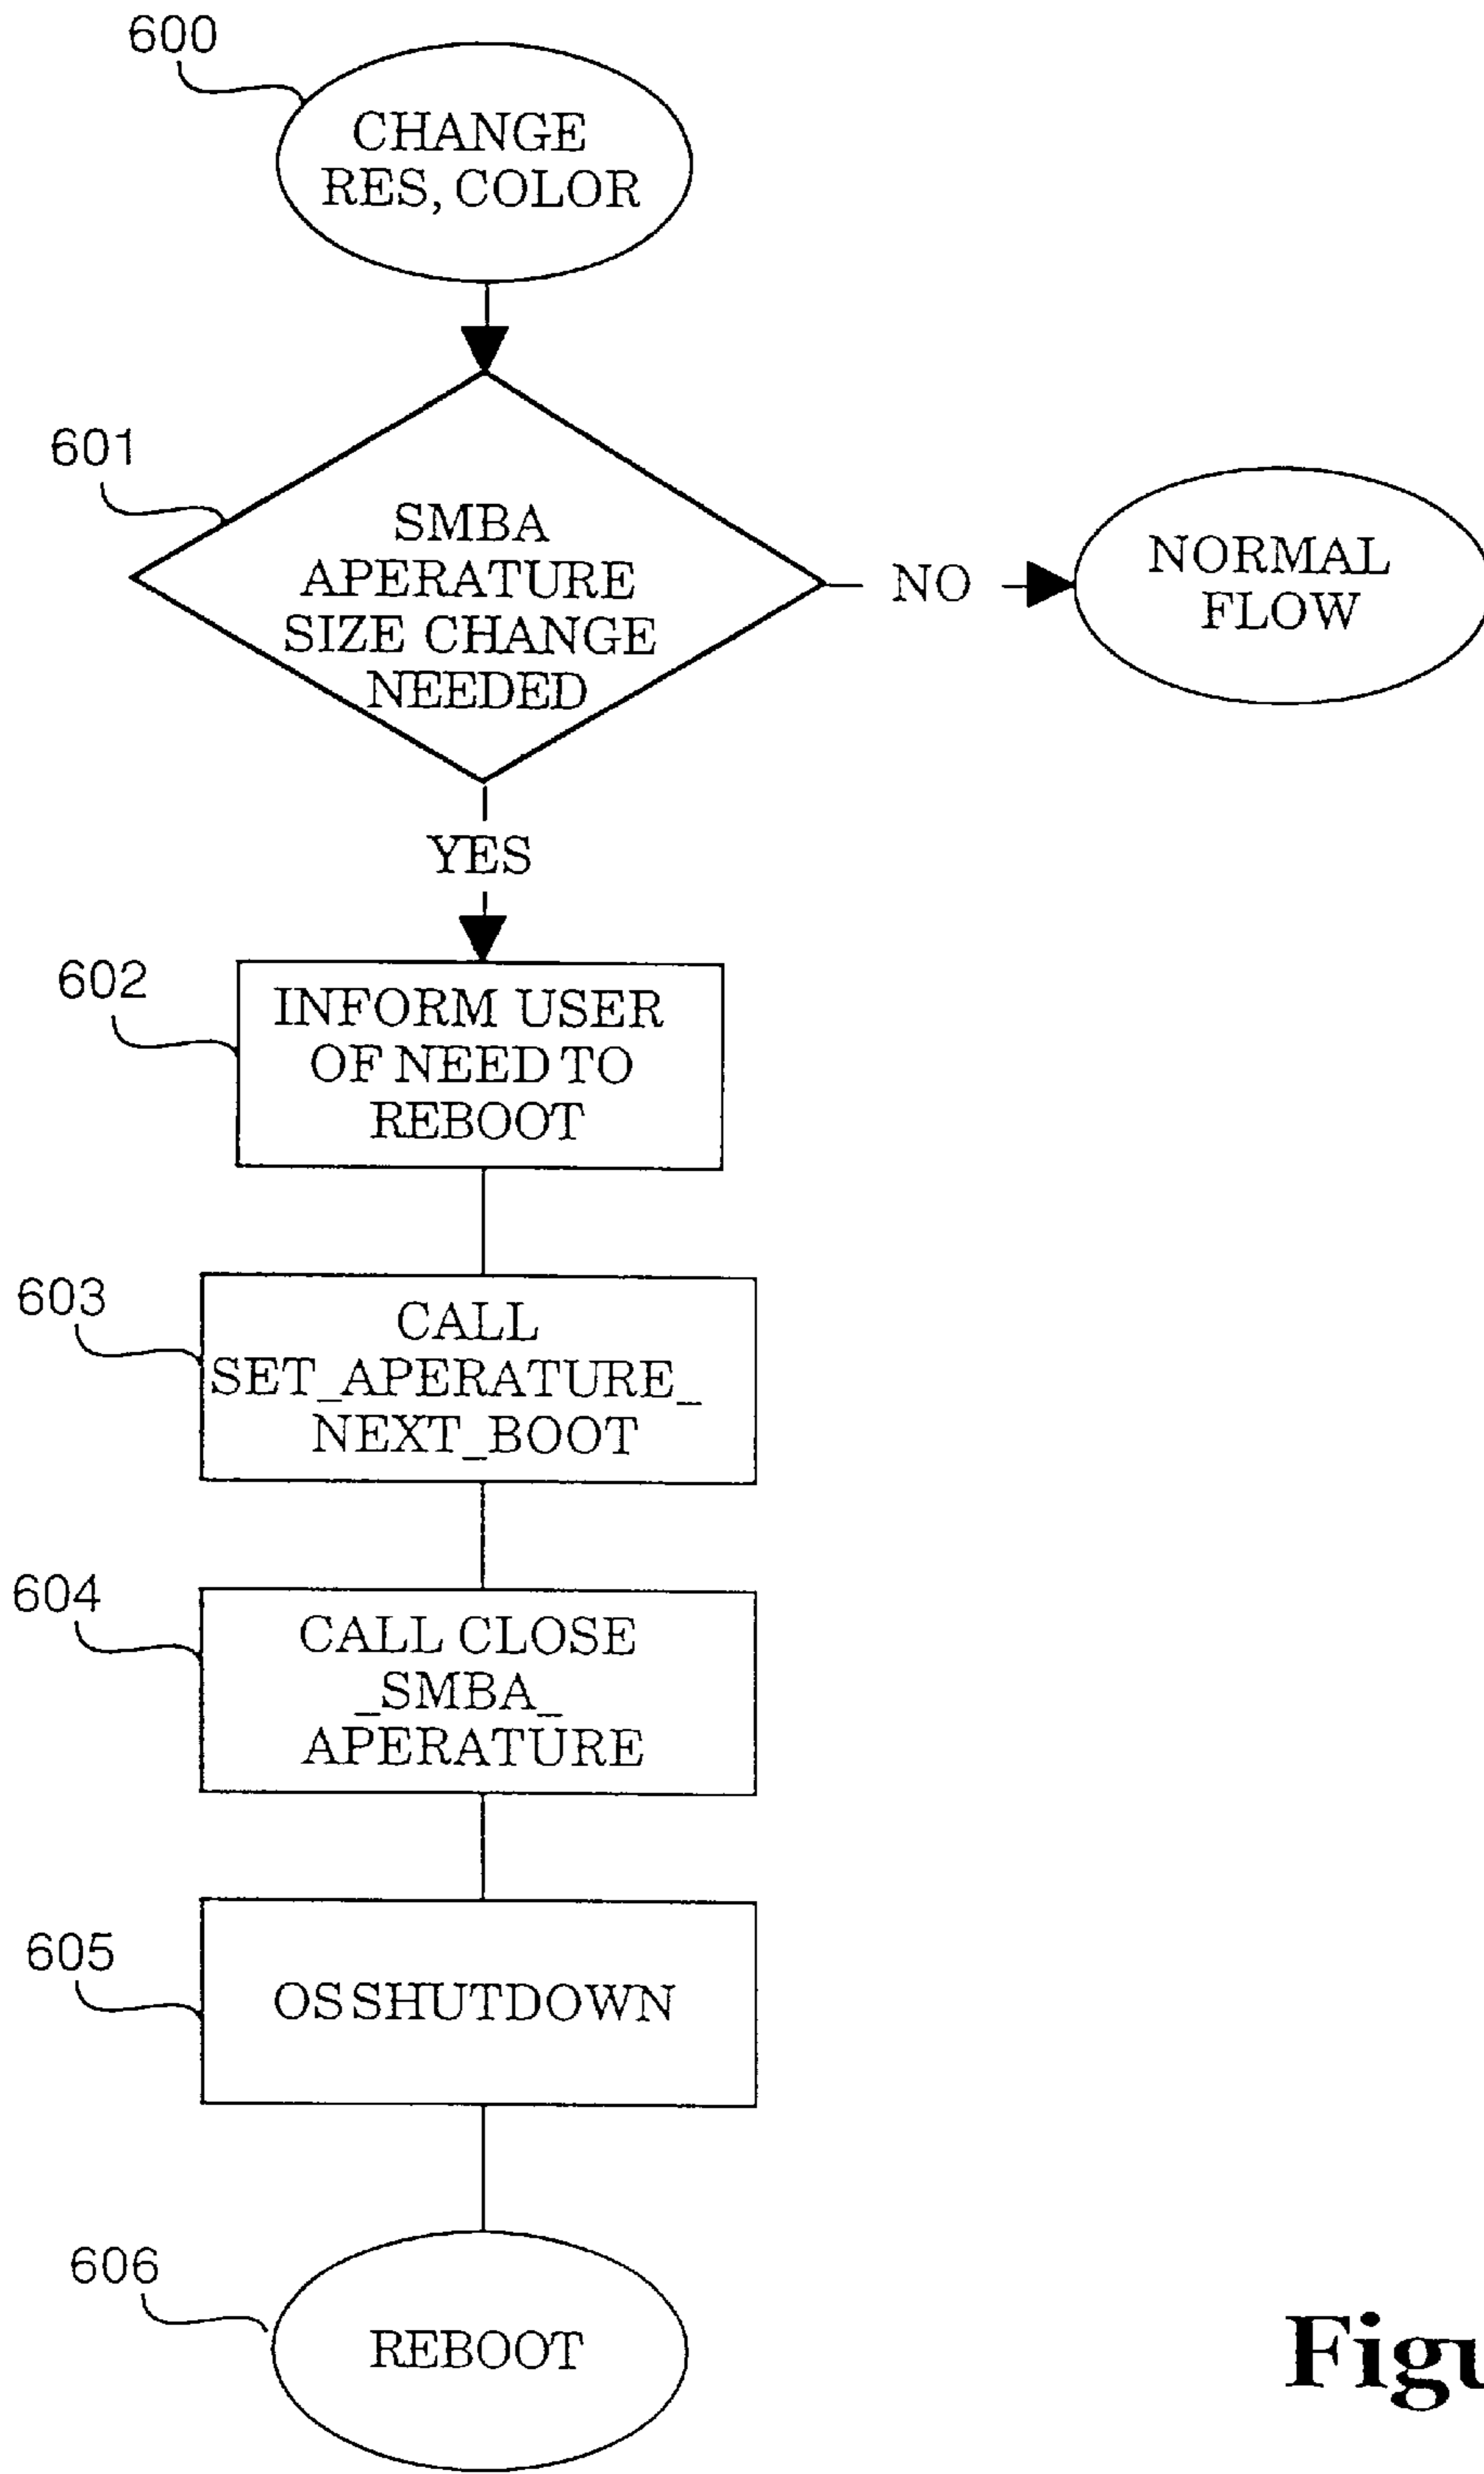 600
CHANGE
RES, COLOR
601
SMBA
APERATURE
SIZE CHANGE
NEEDED
NO
NORMAL
FLOW
YES
602
INFORM USER
OF NEED TO
REBOOT
603
CALL
SET_APERATURE_
NEXT_BOOT
604
CALL CLOSE
_SMBA_
APERATURE
605
OS SHUTDOWN
606
REBOOT